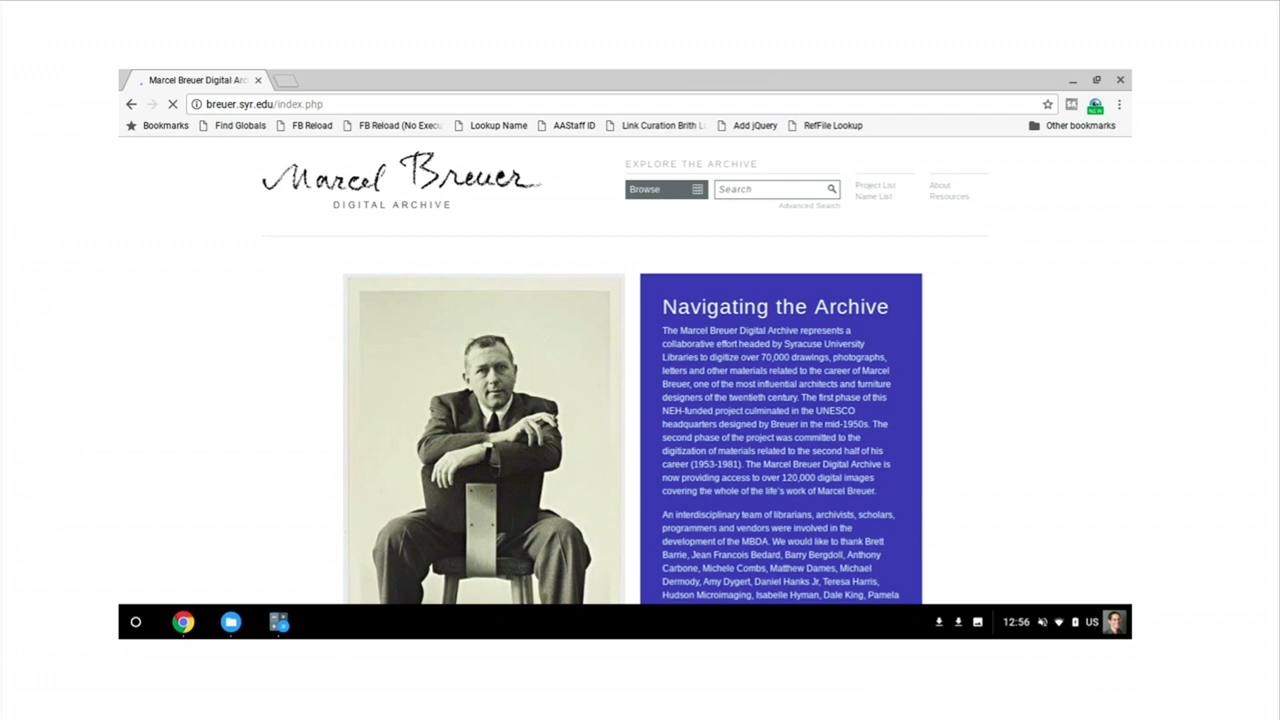 Marcel Breuer Digital Arc
breuer.syr.edu/index.php
Bookmarks Find Globals FB Reload FB Reload (No Execu Lookup Name AAStaff ID Link Curation Brith L Add jQuery RefFile Lookup Other bookmarks
Marcel Breuer
DIGITAL ARCHIVE
EXPLORE THE ARCHIVE
Browse
Search
Advanced Search
Project List
Name List
About
Resources
Navigating the Archive
The Marcel Breuer Digital Archive represents a
collaborative effort headed by Syracuse University
Libraries to digitize over 70,000 drawings, photographs,
letters and other materials related to the career of Marcel
Breuer, one of the most influential architects and furniture
designers of the twentieth century. The first phase of this
NEH-funded project culminated in the UNESCO
headquarters designed by Breuer in the mid-1950s. The
second phase of the project was committed to the
digitization of materials related to the second half of his
career (1953-1981). The Marcel Breuer Digital Archive is
now providing access to over 120,000 digital images
covering the whole of the life's work of Marcel Breuer.
An interdisciplinary team of librarians, archivists, scholars,
programmers and vendors were involved in the
development of the MBDA. We would like to thank Brett
Barrie, Jean Francois Bedard, Barry Bergdoll, Anthony
Carbone, Michele Combs, Matthew Dames, Michael
Dermody, Amy Dygert, Daniel Hanks Jr, Teresa Harris,
Hudson Microimaging, Isabelle Hyman, Dale King, Pamela
12:56 US